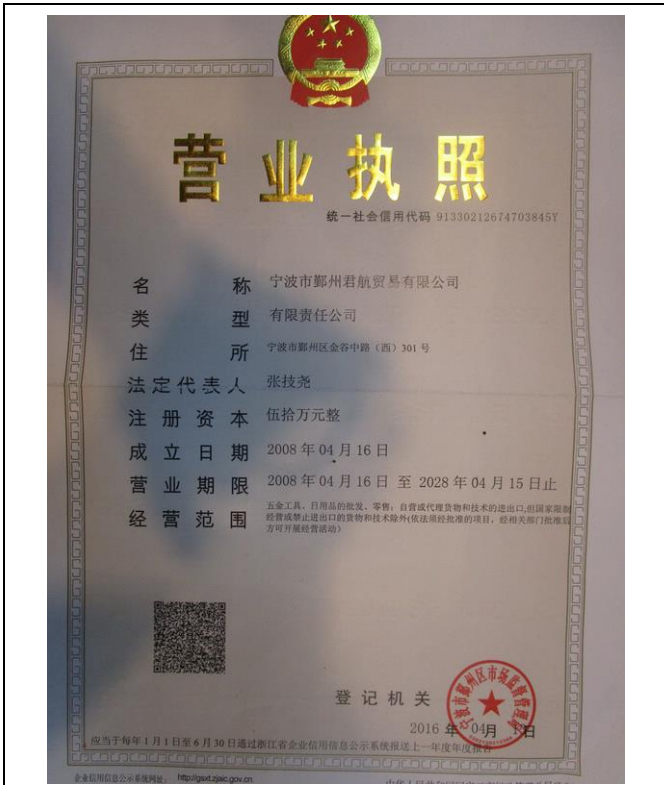 营业执照
统一社会信用代码 91330212674703845Y
名称 宁波市鄞州君航贸易有限公司
类型 有限责任公司
住所 宁波市鄞州区金谷中路（西）301号
法定代表人 张技尧
注册资本 伍拾万元整
成立日期 2008年04月16日
营业期限 2008年04月16日至2028年04月15日止
经营范围 五金工具、日用品的批发、零售；自营或代理货物和技术的进出口,但国家限制
经营或禁止进出口的货物和技术除外(依法须经批准的项目，经相关部门批准后
方可开展经营活动)
登记机关
宁波市鄞州区市场监督管理局
2016年04月 日
应当于每年1月1日至6月30日通过浙江省企业信用信息公示系统报送上一年度年度报告
企业信用信息公示系统网址： http://gsxt.zjaic.gov.cn